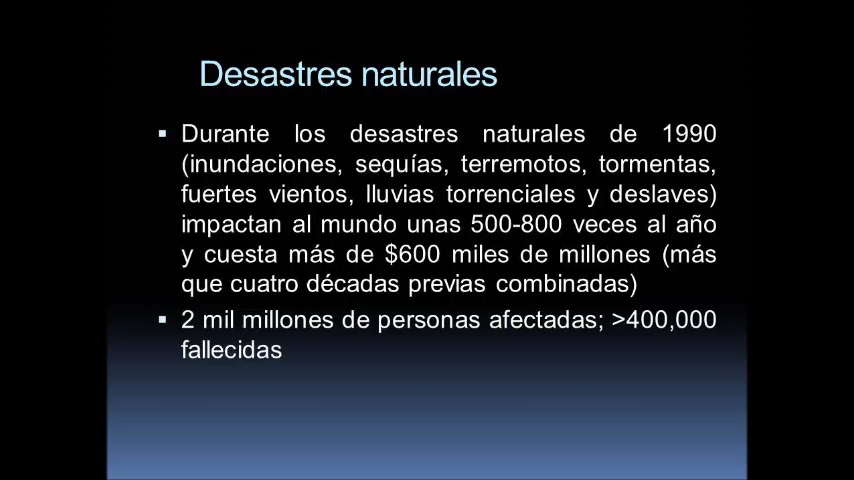 Desastres naturales
▪ Durante los desastres naturales de 1990
(inundaciones, sequías, terremotos, tormentas,
fuertes vientos, lluvias torrenciales y deslaves)
impactan al mundo unas 500-800 veces al año
y cuesta más de $600 miles de millones (más
que cuatro décadas previas combinadas)
▪ 2 mil millones de personas afectadas; >400,000
fallecidas